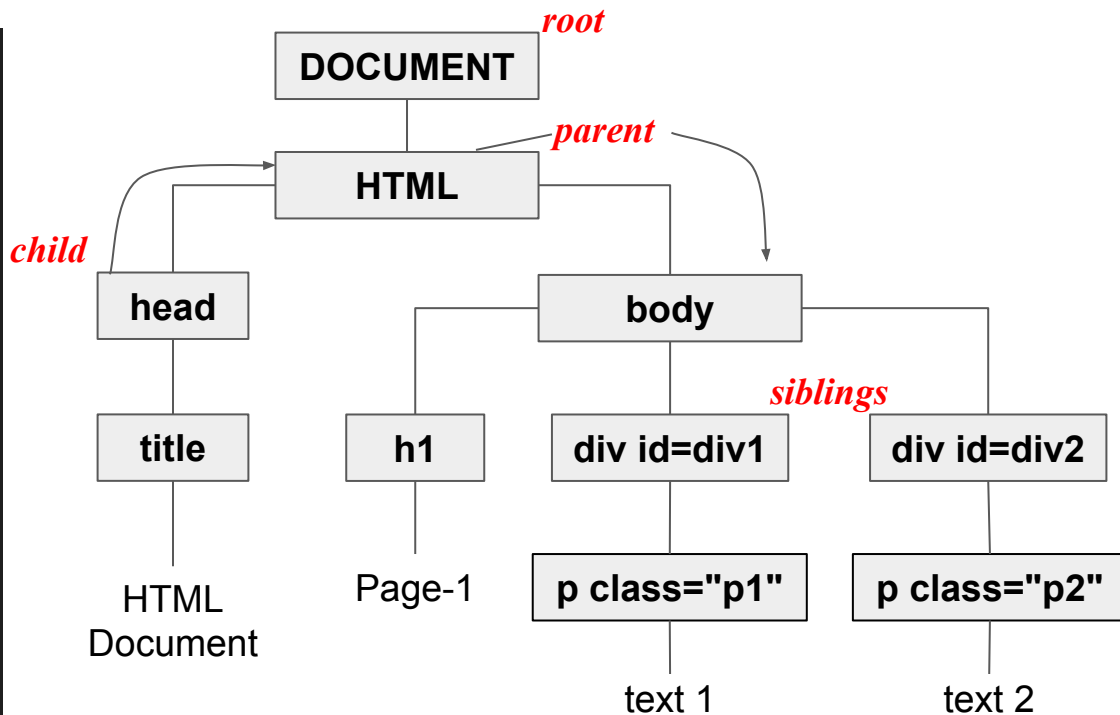 root
DOCUMENT
parent
HTML
child
head
body
siblings
title
h1
div id=div1
div id=div2
HTML
Document
Page-1
p class="p1"
p class="p2"
text 1
text 2